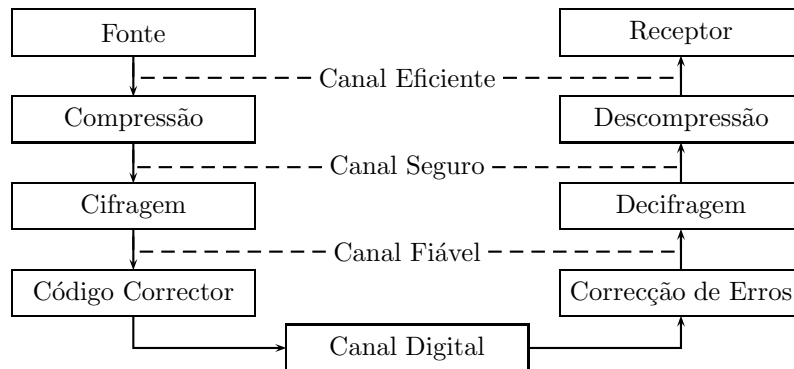 Fonte
Receptor
Canal Eficiente
Compressão
Descompressão
Canal Seguro
Cifragem
Decifragem
Canal Fiável
Código Corrector
Correcção de Erros
Canal Digital